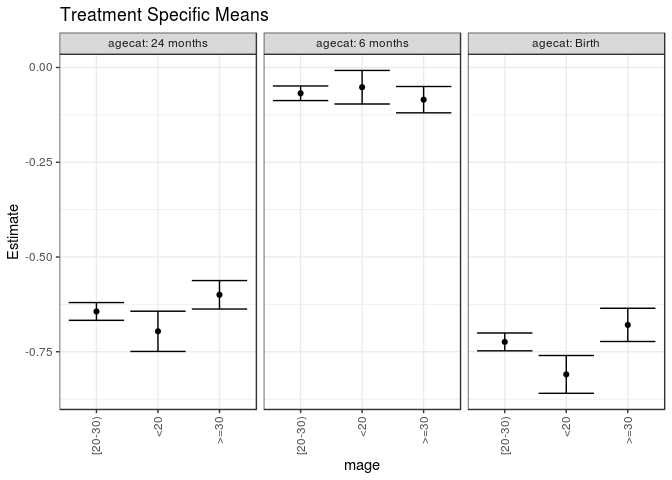 Treatment Specific Means
agecat: 24 months
agecat: 6 months
agecat: Birth
0.00
-0.25
-0.50
-0.75
Estimate
[20-30)
<20
>=30
[20-30)
<20
>=30
[20-30)
<20
>=30
mage